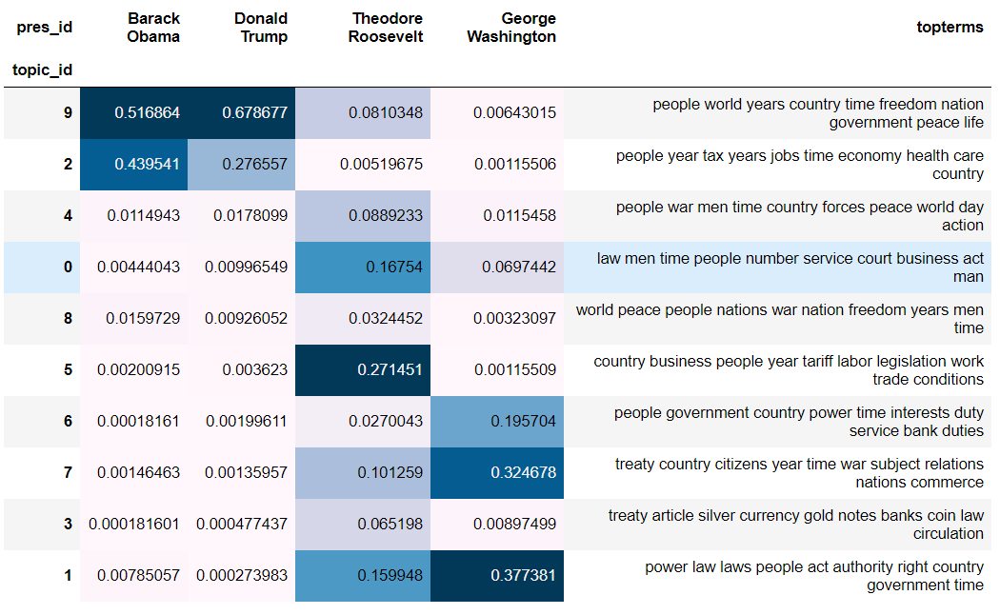 pres_id Barack Obama Donald Trump Theodore Roosevelt George Washington topterms
topic_id
9 0.516864 0.678677 0.0810348 0.00643015 people world years country time freedom nation
government peace life
2 0.439541 0.276557 0.00519675 0.00115506 people year tax years jobs time economy health care
country
4 0.0114943 0.0178099 0.0889233 0.0115458 people war men time country forces peace world day
action
0 0.00444043 0.00996549 0.16754 0.0697442 law men time people number service court business act
man
8 0.0159729 0.00926052 0.0324452 0.00323097 world peace people nations war nation freedom years men
time
5 0.00200915 0.003623 0.271451 0.00115509 country business people year tariff labor legislation work
trade conditions
6 0.00018161 0.00199611 0.0270043 0.195704 people government country power time interests duty
service bank duties
7 0.00146463 0.00135957 0.101259 0.324678 treaty country citizens year time war subject relations
nations commerce
3 0.000181601 0.000477437 0.065198 0.00897499 treaty article silver currency gold notes banks coin law
circulation
1 0.00785057 0.000273983 0.159948 0.377381 power law laws people act authority right country
government time